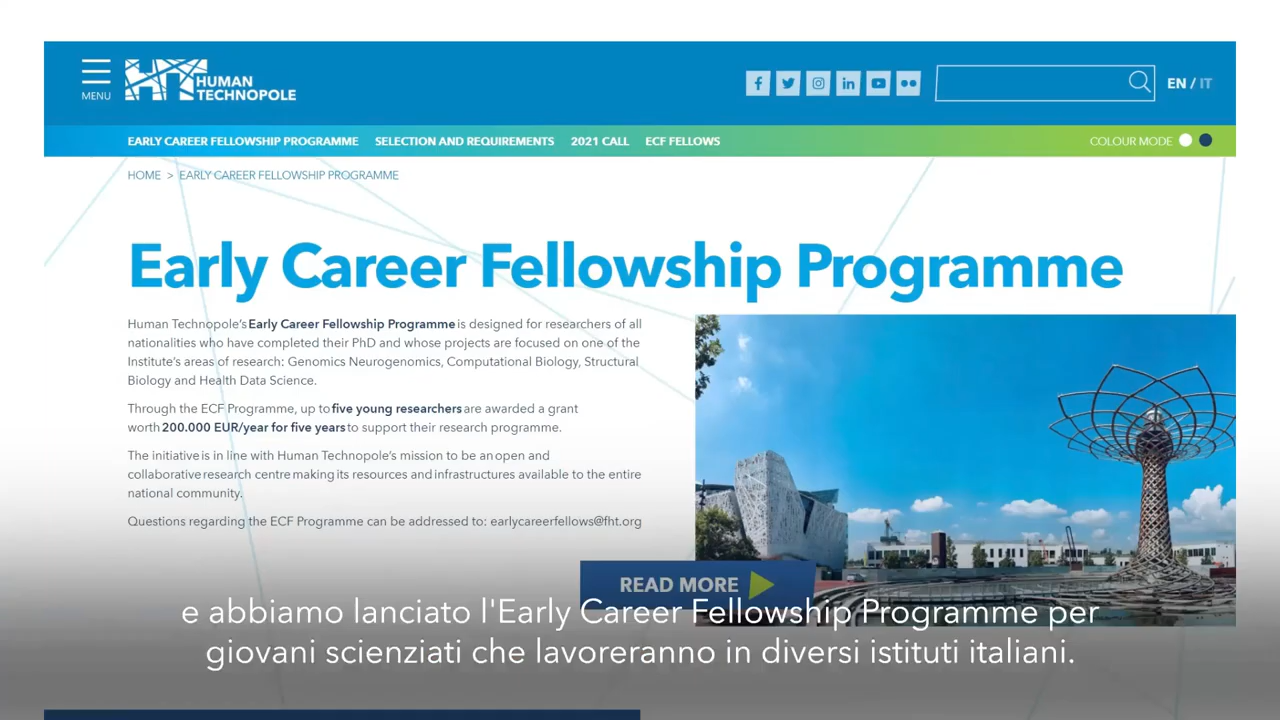 MENU
HUMAN
TECHNOPOLE
EN / IT
EARLY CAREER FELLOWSHIP PROGRAMME SELECTION AND REQUIREMENTS 2021 CALL ECF FELLOWS
COLOUR MODE
HOME > EARLY CAREER FELLOWSHIP PROGRAMME
Early Career Fellowship Programme
Human Technopole's Early Career Fellowship Programme is designed for researchers of all
nationalities who have completed their PhD and whose projects are focused on one of the
Institute's areas of research: Genomics Neurogenomics, Computational Biology, Structural
Biology and Health Data Science.
Through the ECF Programme, up to five young researchers are awarded a grant
worth 200.000 EUR/year for five years to support their research programme.
The initiative is in line with Human Technopole's mission to be an open and
collaborative research centre making its resources and infrastructures available to the entire
national community.
Questions regarding the ECF Programme can be addressed to: earlycareerfellows@fht.org
READ MORE
e abbiamo lanciato l'Early Career Fellowship Programme per
giovani scienziati che lavoreranno in diversi istituti italiani.